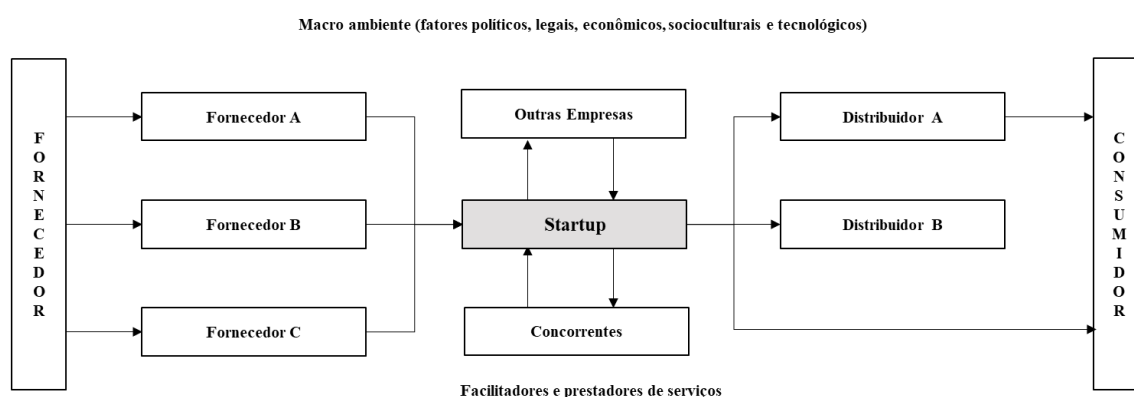 Macro ambiente (fatores políticos, legais, econômicos, socioculturais e tecnológicos)
FORNECEDOR
Fornecedor A
Outras Empresas
Distribuidor A
CONSUMIDOR
Fornecedor B
Startup
Distribuidor B
Fornecedor C
Concorrentes
Facilitadores e prestadores de serviços